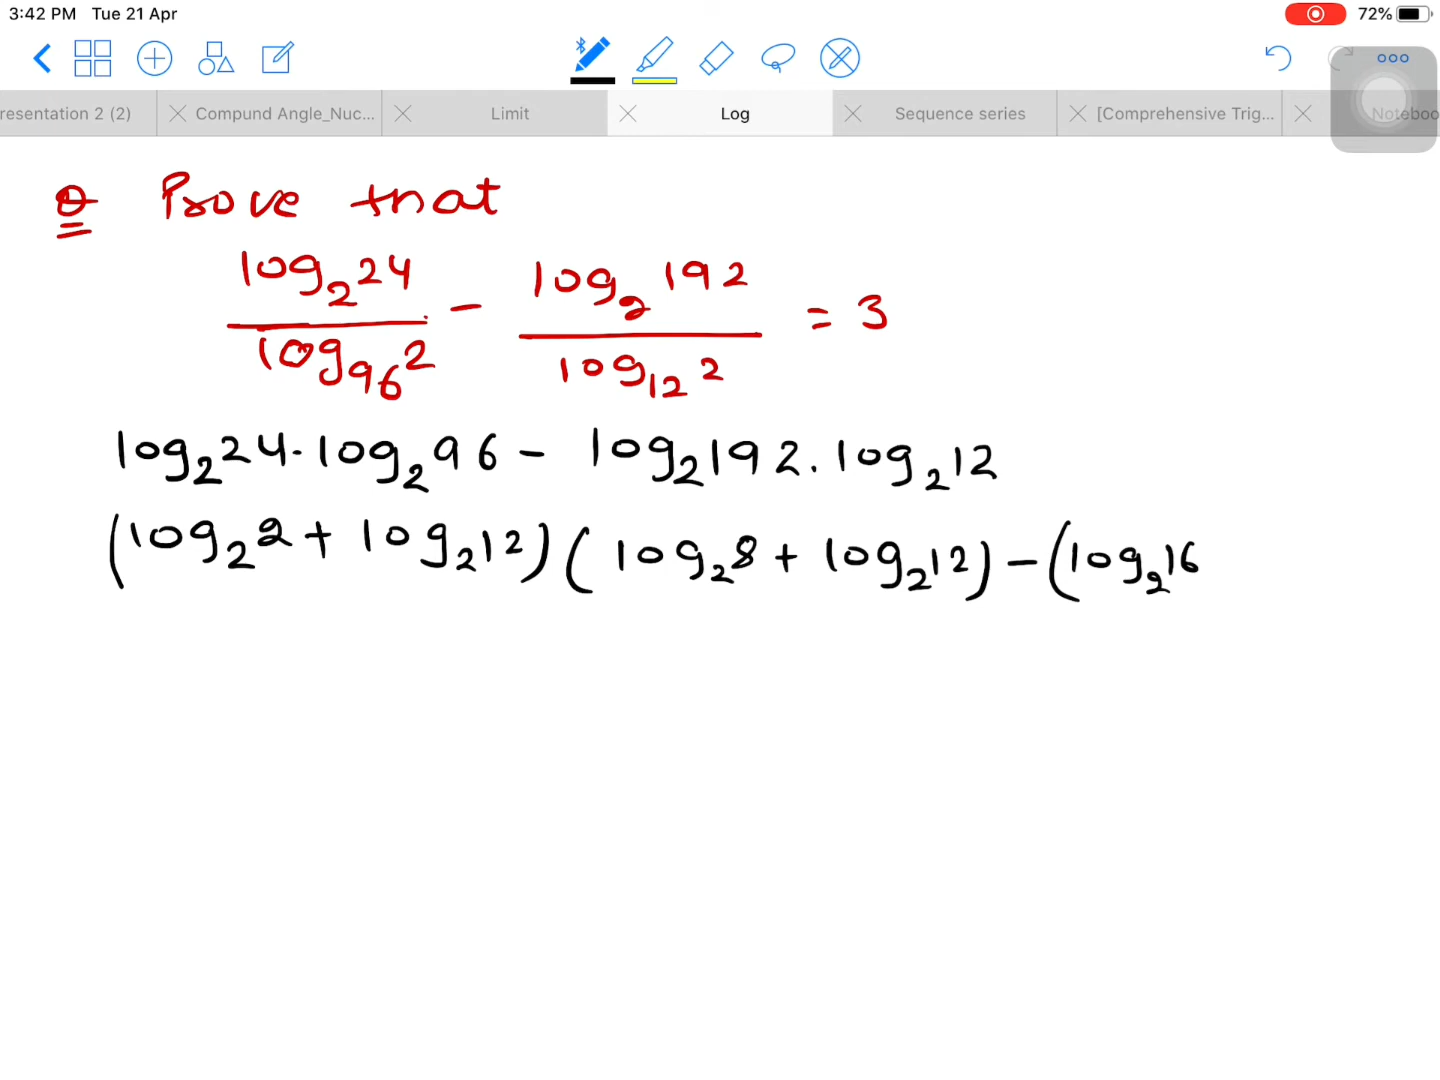 3:42 PM Tue 21 Apr 72%
resentation 2 (2) Compund Angle_Nuc... Limit Log Sequence series [Comprehensive Trig... Noteboo
Q Prove that
log₂24 / log₉₆2 − log₂192 / log₁₂2 = 3
log₂24·log₂96 − log₂192·log₂12
(log₂2 + log₂12)(log₂8 + log₂12) − (log₂16